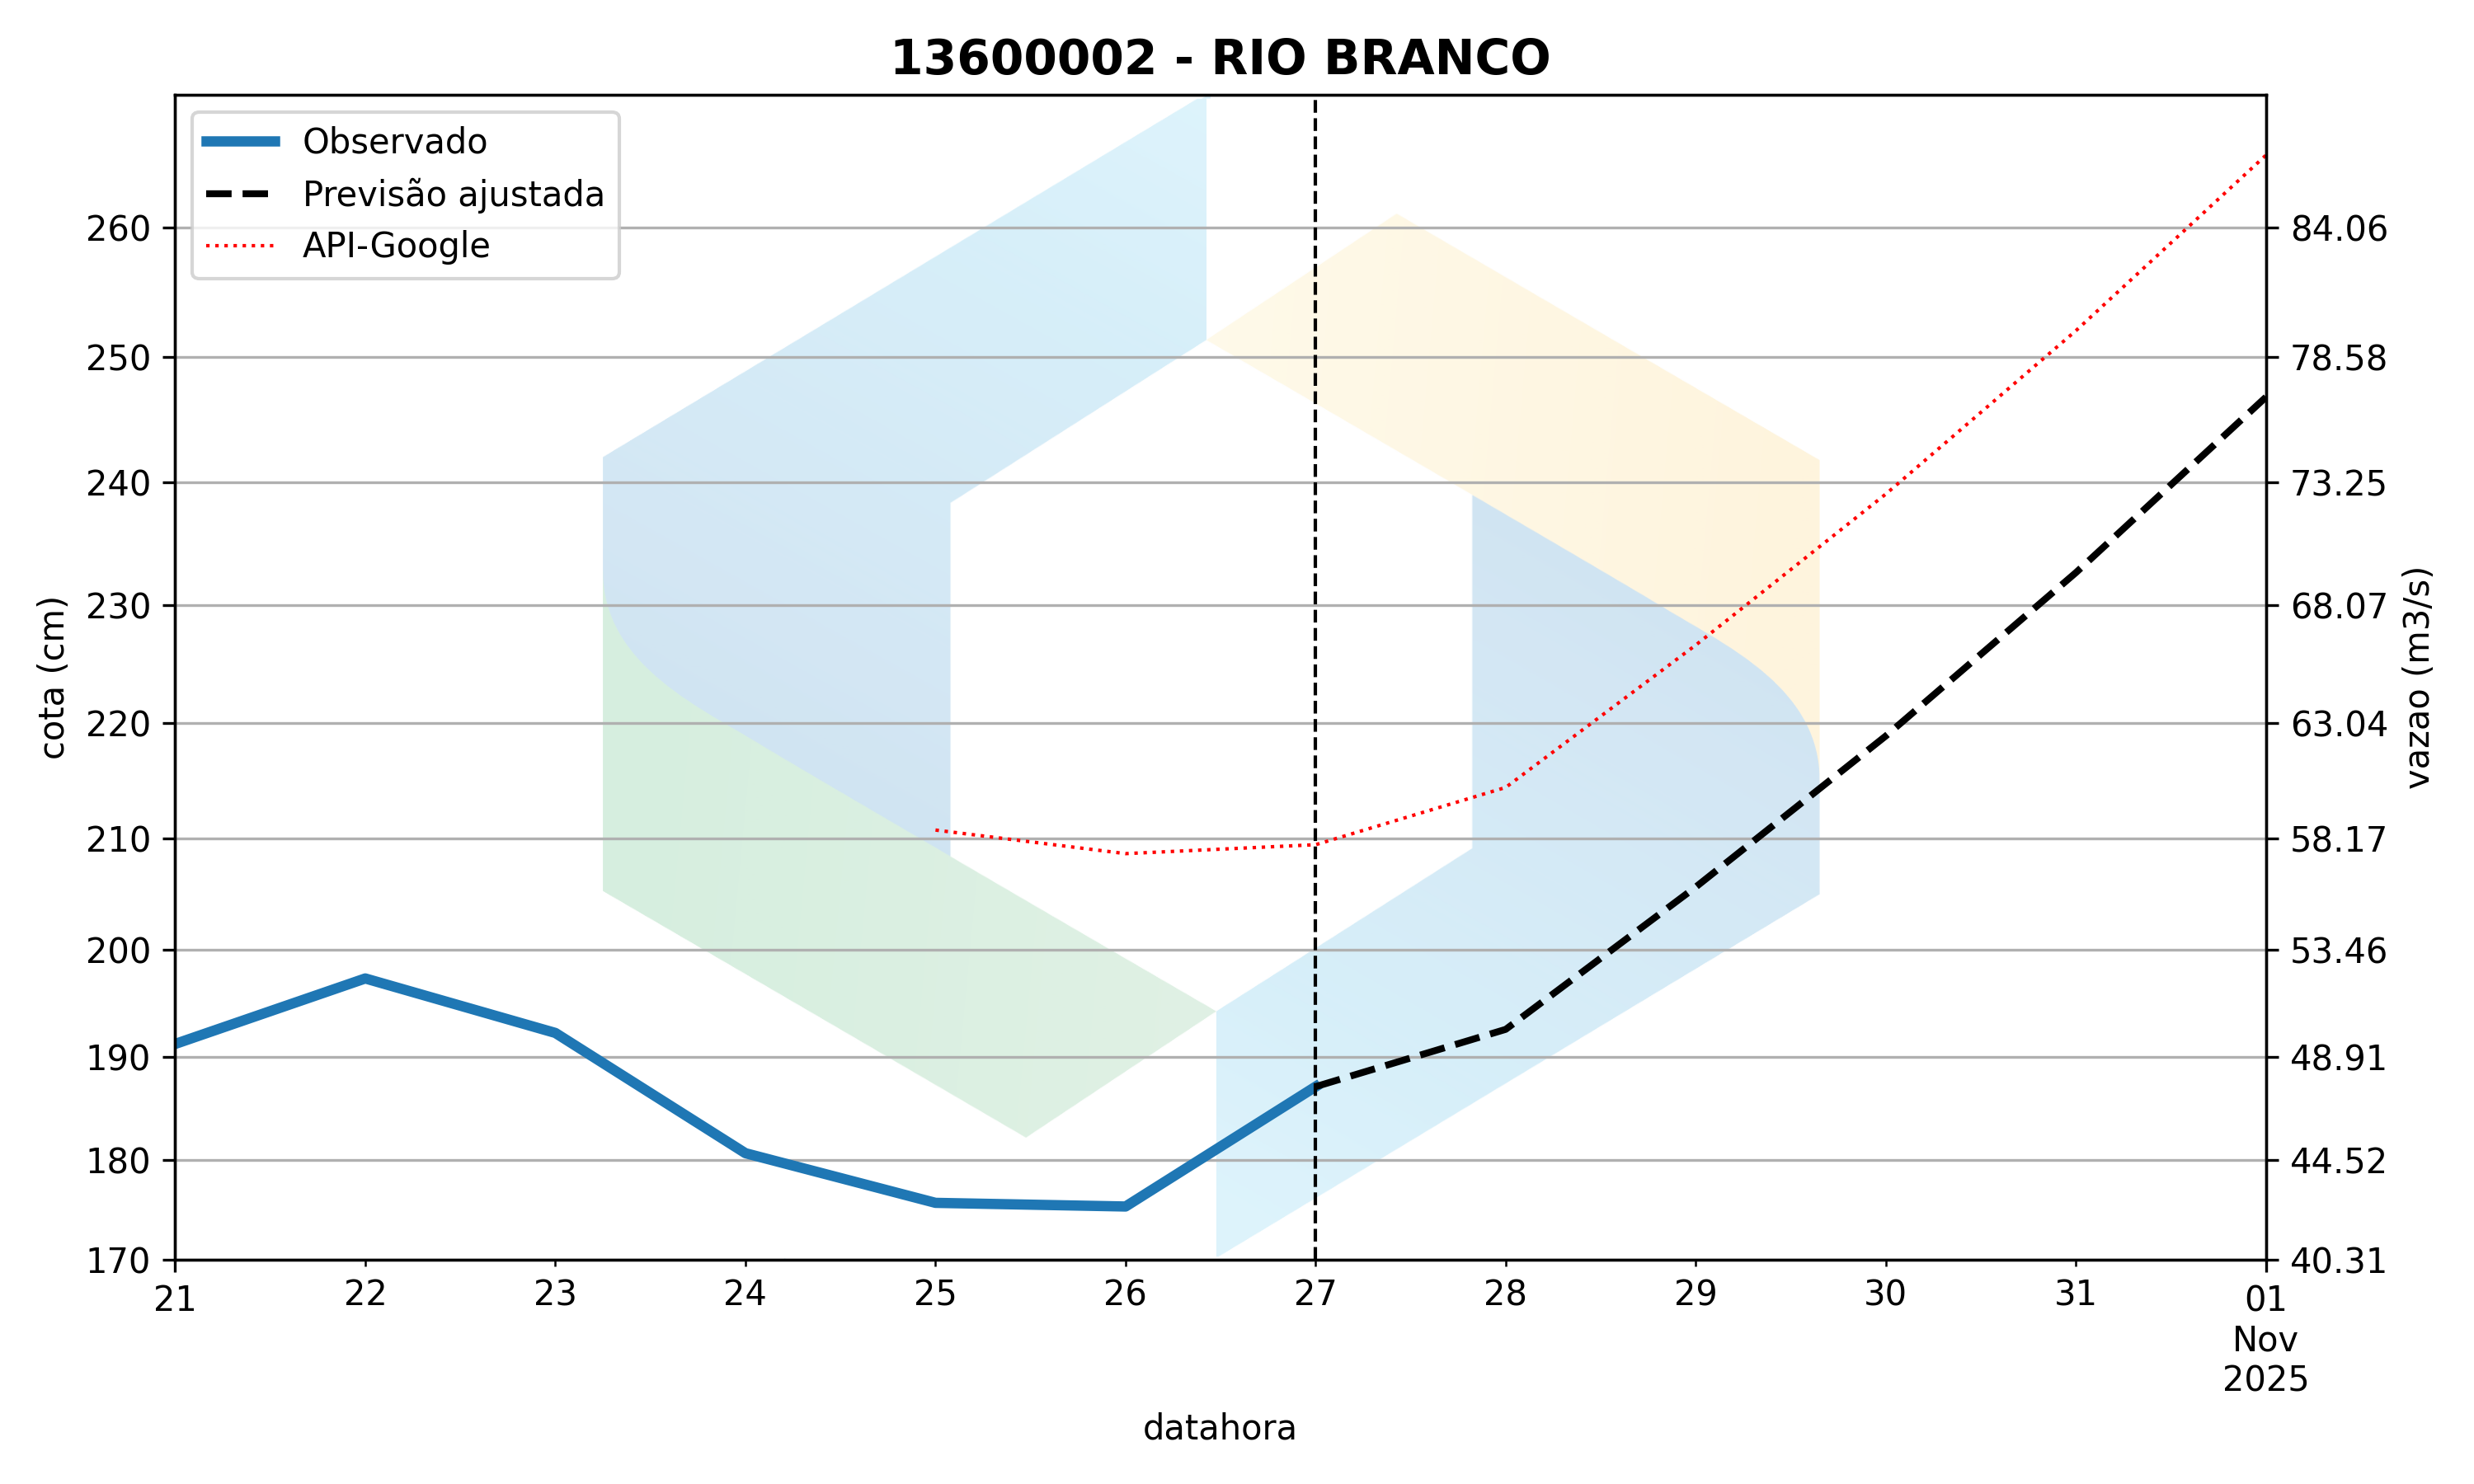 13600002 - RIO BRANCO
Observado
Previsão ajustada
API-Google
cota (cm)
260
250
240
230
220
210
200
190
180
170
84.06
78.58
73.25
68.07
63.04
58.17
53.46
48.91
44.52
40.31
vazao (m3/s)
21 22 23 24 25 26 27 28 29 30 31 01
Nov
2025
datahora